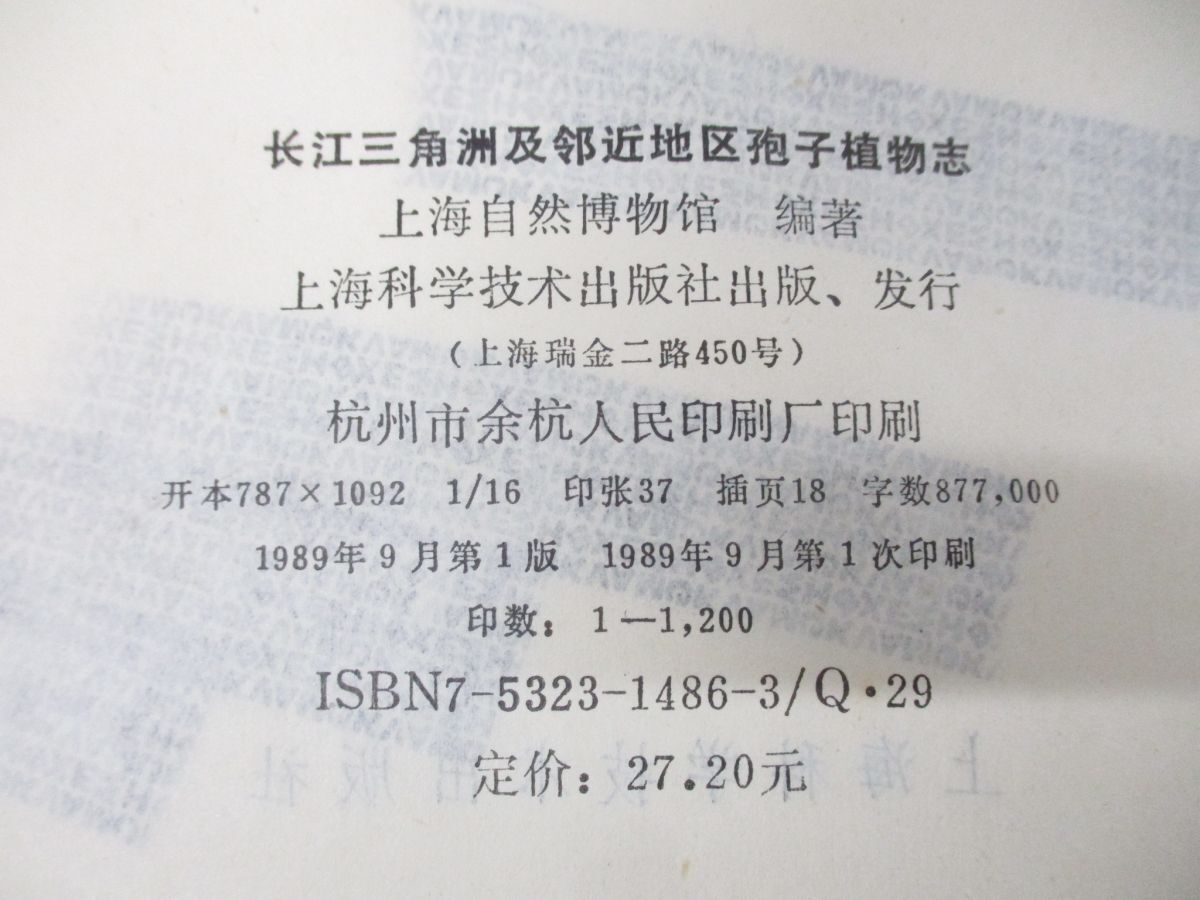 长江三角洲及邻近地区孢子植物志
上海自然博物馆 编著
上海科学技术出版社出版、发行
(上海瑞金二路450号)
杭州市余杭人民印刷厂印刷
开本787×1092 1/16 印张37 插页18 字数877,000
1989年9月第1版 1989年9月第1次印刷
印数：1—1,200
ISBN7-5323-1486-3/Q·29
定价：27.20元